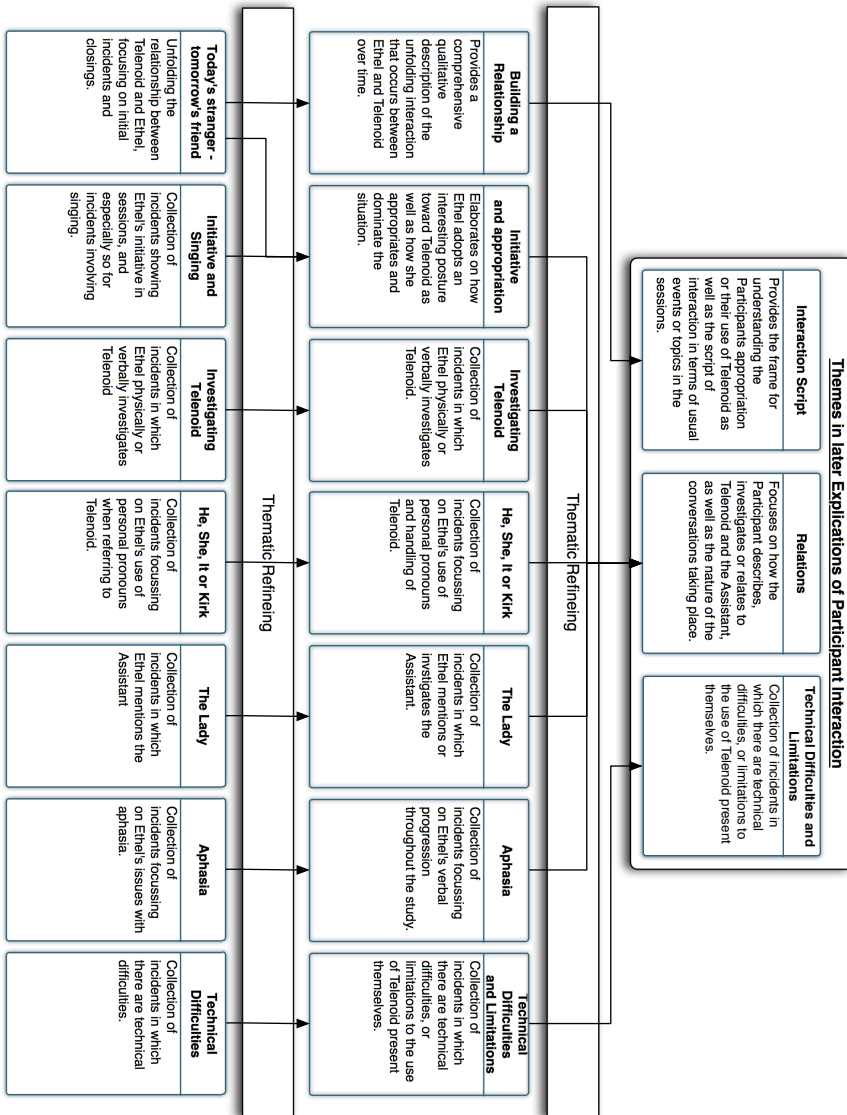 Themes in later Explications of Participant Interaction
Interaction Script
Provides the frame for
understanding the
Participants appropriation
or their use of Telenoid as
well as the script of
interaction in terms of usual
events or topics in the
sessions.
Relations
Focuses on how the
Participant describes,
investigates or relates to
Telenoid and the Assistant,
as well as the nature of the
conversations taking place.
Technical Difficulties and
Limitations
Collection of incidents in
which there are technical
difficulties, or limitations to
the use of Telenoid present
themselves.
Thematic Refineing
Building a
Relationship
Provides a
comprehensive
qualitative
description of the
unfolding interaction
that occurs between
Ethel and Telenoid
over time.
Initiative
and appropriation
Elaborates on how
Ethel adopts an
interesting posture
toward Telenoid as
well as how she
appropriates and
dominate the
situation.
Investigating
Telenoid
Collection of
incidents in which
Ethel physically or
verbally investigates
Telenoid.
He, She, It or Kirk
Collection of
incidents focussing
on Ethel's use of
personal pronouns
and handling of
Telenoid.
The Lady
Collection of
incidents in which
Ethel mentions or
invstigates the
Assistant.
Aphasia
Collection of
incidents focussing
on Ethel's verbal
progression
throughout the study.
Technical
Difficulties
and Limitations
Collection of
incidents in which
there are technical
difficulties, or
limitations to the use
of Telenoid present
themselves.
Thematic Refineing
Today's stranger -
tomorrow's friend
Unfolding the
relationship between
Telenoid and Ethel,
focusing on initial
incidents and
closings.
Initiative and
Singing
Collection of
incidents showing
Ethel's initiative in
sessions, and
especially so for
incidents involving
singing.
Investigating
Telenoid
Collection of
incidents in which
Ethel physically or
verbally investigates
Telenoid
He, She, It or Kirk
Collection of
incidents focussing
on Ethel's use of
personal pronouns
when referring to
Telenoid.
The Lady
Collection of
incidents in which
Ethel mentions the
Assistant
Aphasia
Collection of
incidents focussing
on Ethel's issues with
aphasia.
Technical
Difficulties
Collection of
incidents in which
there are technical
difficulties.